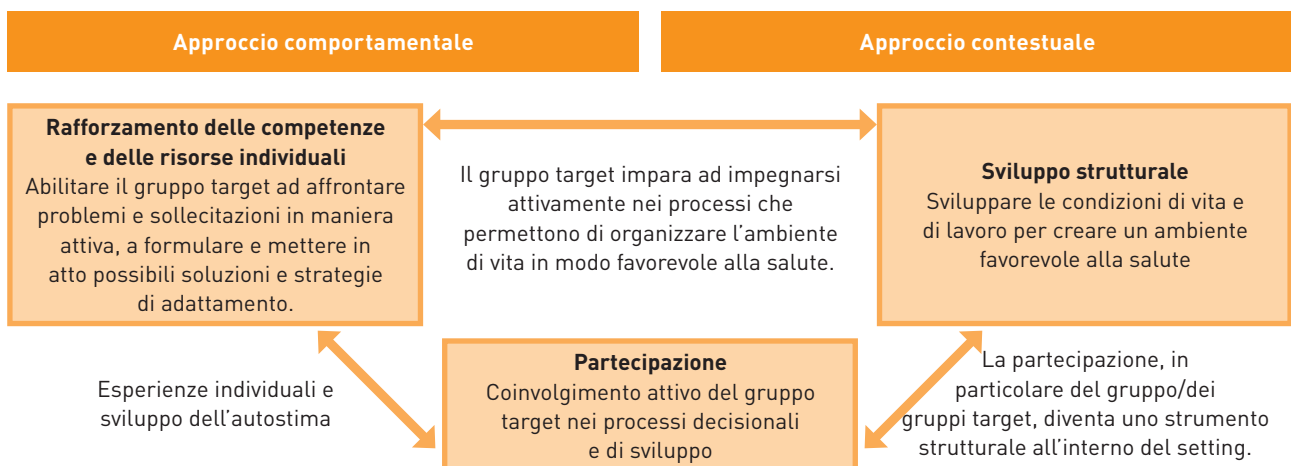 Approccio comportamentale
Approccio contestuale
Rafforzamento delle competenze
e delle risorse individuali
Abilitare il gruppo target ad affrontare
problemi e sollecitazioni in maniera
attiva, a formulare e mettere in
atto possibili soluzioni e strategie
di adattamento.
Il gruppo target impara ad impegnarsi
attivamente nei processi che
permettono di organizzare l’ambiente
di vita in modo favorevole alla salute.
Sviluppo strutturale
Sviluppare le condizioni di vita e
di lavoro per creare un ambiente
favorevole alla salute
Esperienze individuali e
sviluppo dell’autostima
Partecipazione
Coinvolgimento attivo del gruppo
target nei processi decisionali
e di sviluppo
La partecipazione, in
particolare del gruppo/dei
gruppi target, diventa uno strumento
strutturale all’interno del setting.